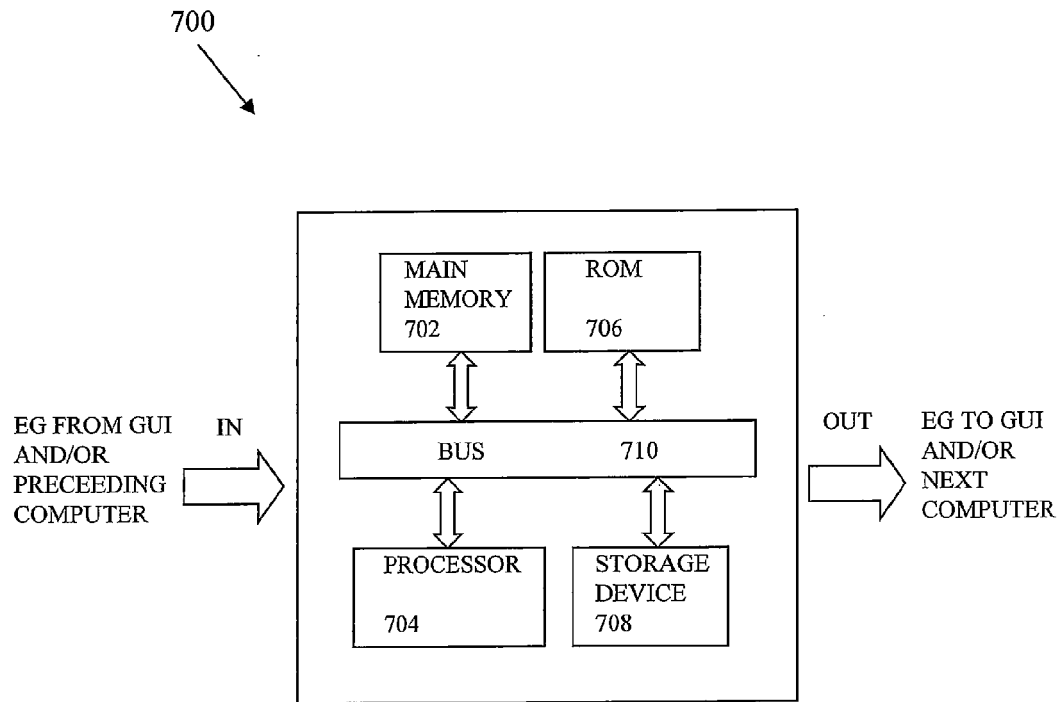 700
MAIN
MEMORY
702
ROM
706
EG FROM GUI
AND/OR
PRECEEDING
COMPUTER
IN
BUS 710
OUT
EG TO GUI
AND/OR
NEXT
COMPUTER
PROCESSOR
704
STORAGE
DEVICE
708